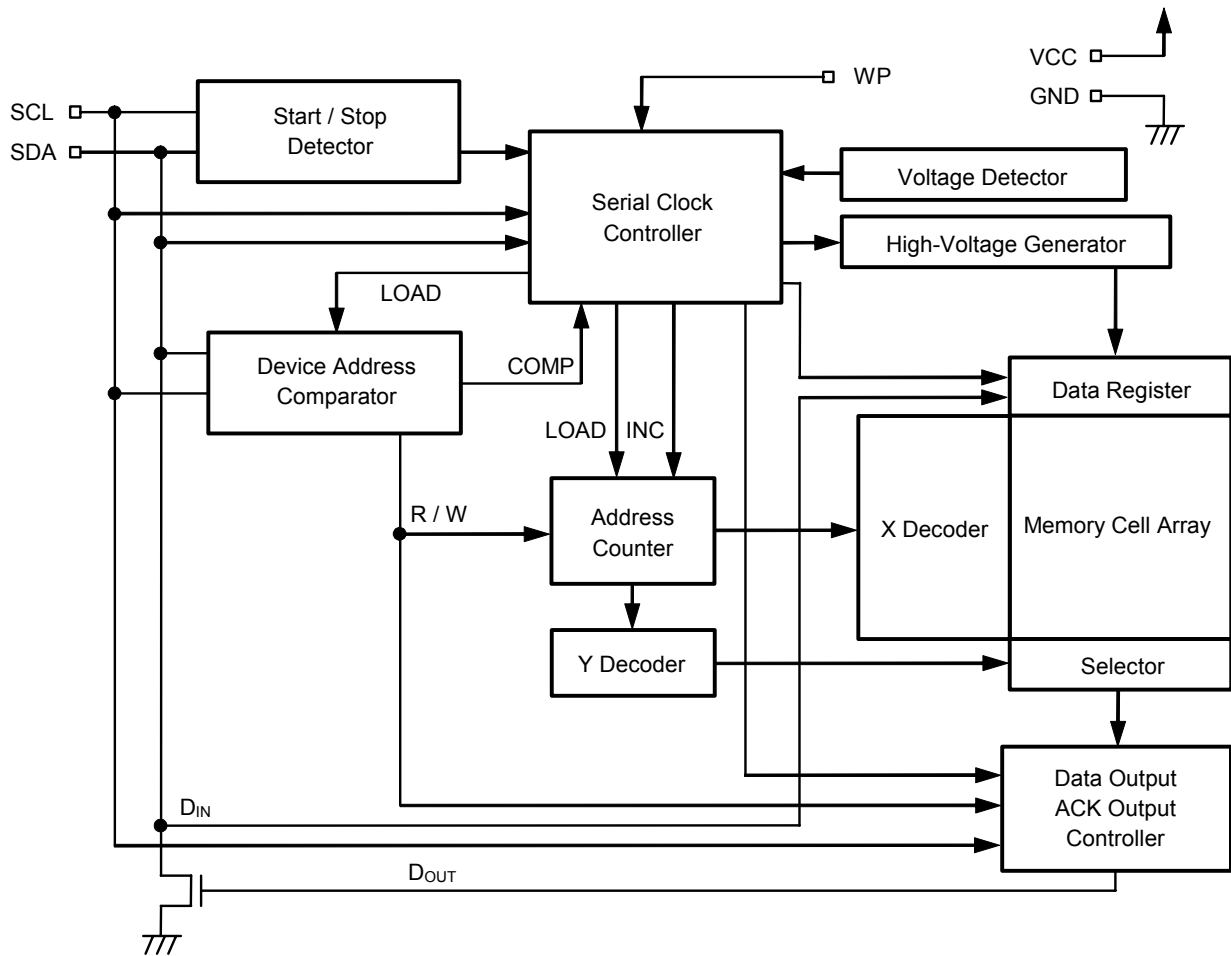 WP
VCC
GND
SCL
SDA
Start / Stop
Detector
Serial Clock
Controller
Voltage Detector
High-Voltage Generator
LOAD
Device Address
Comparator
COMP
Data Register
LOAD
INC
R / W
Address
Counter
X Decoder
Memory Cell Array
Y Decoder
Selector
Data Output
ACK Output
Controller
DIN
DOUT